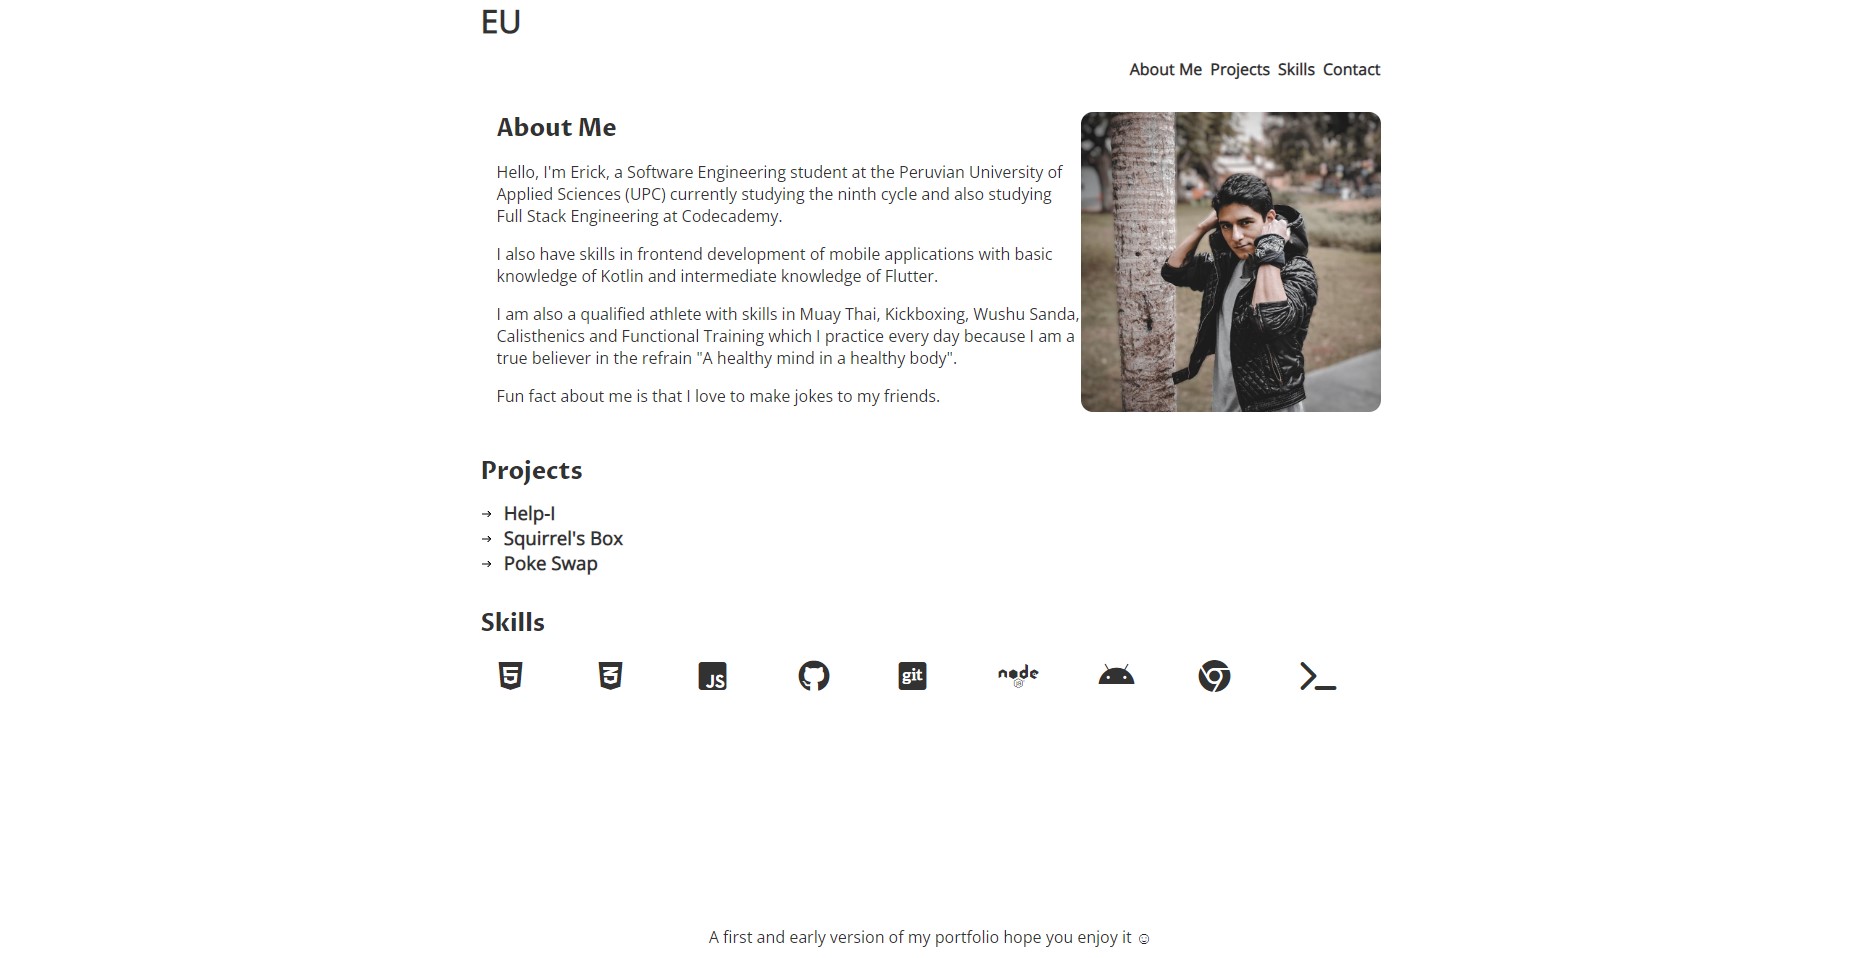 EU
About Me Projects Skills Contact
About Me
Hello, I'm Erick, a Software Engineering student at the Peruvian University of
Applied Sciences (UPC) currently studying the ninth cycle and also studying
Full Stack Engineering at Codecademy.
I also have skills in frontend development of mobile applications with basic
knowledge of Kotlin and intermediate knowledge of Flutter.
I am also a qualified athlete with skills in Muay Thai, Kickboxing, Wushu Sanda,
Calisthenics and Functional Training which I practice every day because I am a
true believer in the refrain "A healthy mind in a healthy body".
Fun fact about me is that I love to make jokes to my friends.
Projects
→ Help-I
→ Squirrel's Box
→ Poke Swap
Skills
5 3 JS git node JS
A first and early version of my portfolio hope you enjoy it ☺